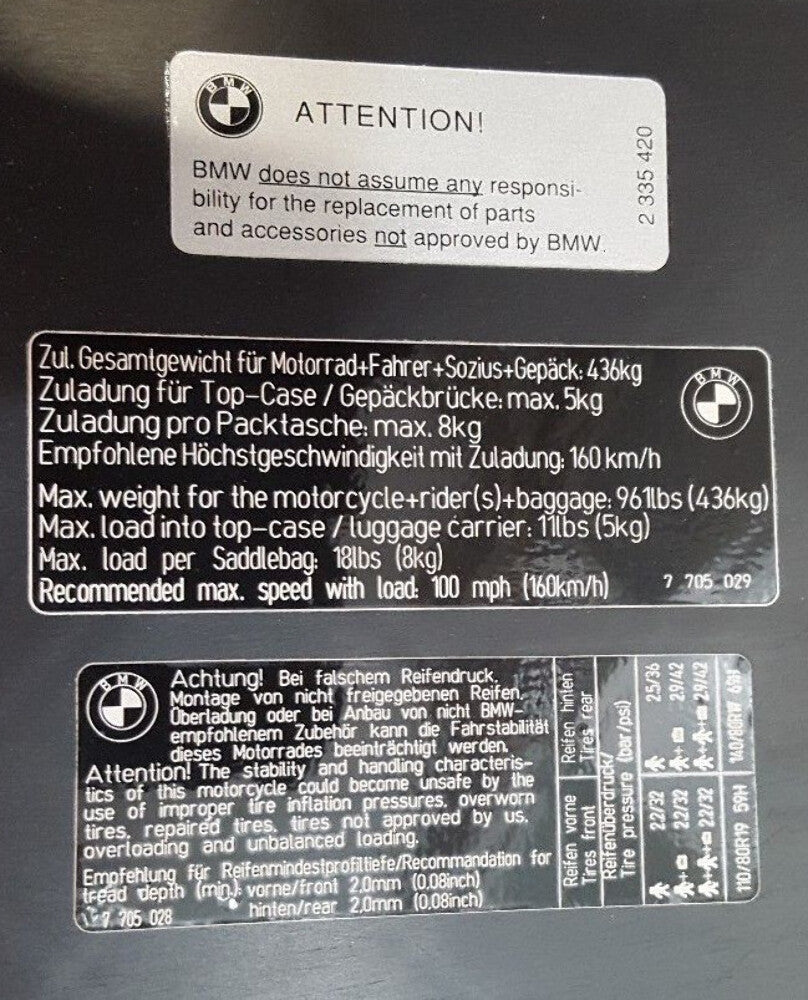 BMW
ATTENTION!
BMW does not assume any responsi-
bility for the replacement of parts
and accessories not approved by BMW.
2 335 420
Zul. Gesamtgewicht für Motorrad+Fahrer+Sozius+Gepäck: 436kg
Zuladung für Top-Case / Gepäckbrücke: max. 5kg
Zuladung pro Packtasche: max. 8kg
Empfohlene Höchstgeschwindigkeit mit Zuladung: 160 km/h
BMW
Max. weight for the motorcycle+rider(s)+baggage: 961lbs (436kg)
Max. load into top-case / luggage carrier: 11lbs (5kg)
Max. load per Saddlebag: 18lbs (8kg)
Recommended max. speed with load: 100 mph (160km/h)
7 705 029
BMW
Achtung! Bei falschem Reifendruck,
Montage von nicht freigegebenen Reifen,
Überladung oder bei Anbau von nicht BMW-
empfohlenem Zubehör kann die Fahrstabilität
dieses Motorrades beeinträchtigt werden.
Attention! The stability and handling characteris-
tics of this motorcycle could become unsafe by the
use of improper tire inflation pressures, overworn
tires, repaired tires, tires not approved by us,
overloading and unbalanced loading.
Empfehlung für Reifenmindestprofiltiefe/Recommendation for
tread depth (min.): vorne/front 2.0mm (0.08inch)
hinten/rear 2.0mm (0.08inch)
7 705 028
Reifen vorne
Tires front
Reifen hinten
Tires rear
Reifenüberdruck/
Tire pressure (bar/psi)
22/32
25/36
+ 22/32
+ 29/42
+ + 22/32
+ + 29/42
110/80R19 59H
140/80R17 69H